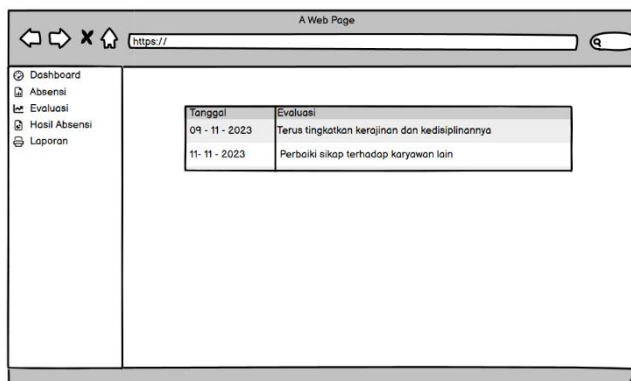 A Web Page
https://
Dashboard
Absensi
Evaluasi
Hasil Absensi
Laporan
Tanggal Evaluasi
09 - 11 - 2023 Terus tingkatkan kerajinan dan kedisiplinannya
11- 11 - 2023 Perbaiki sikap terhadap karyawan lain